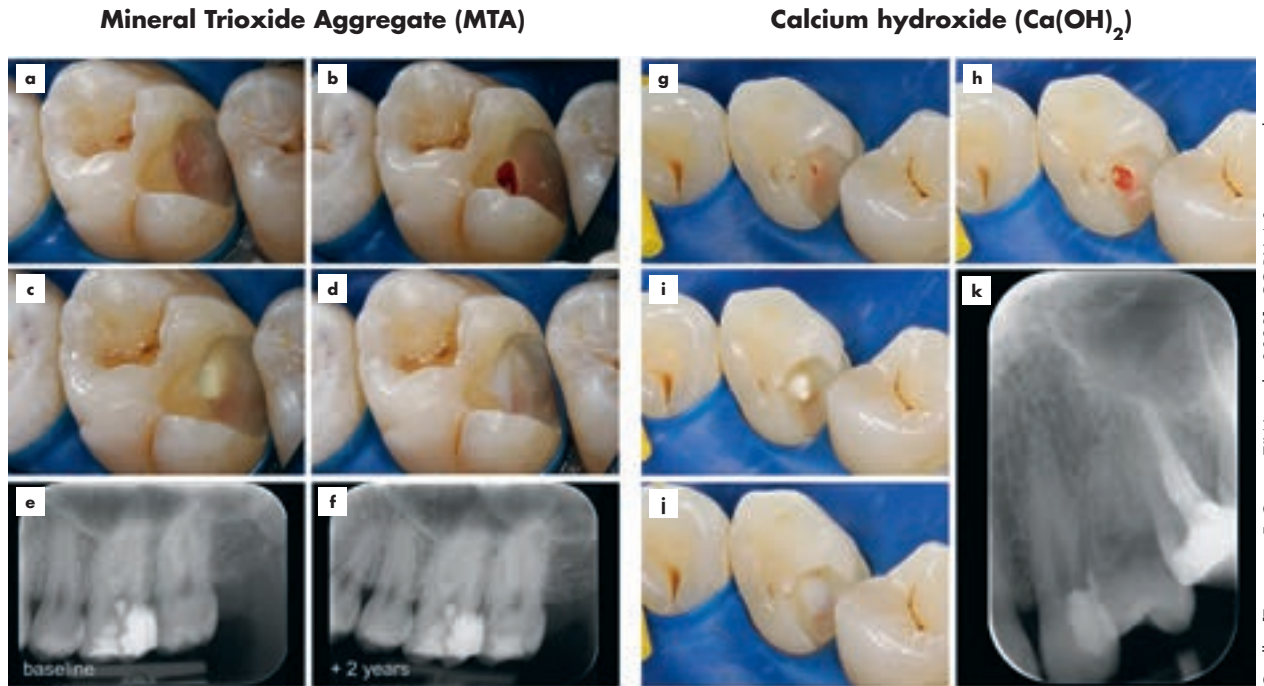 Mineral Trioxide Aggregate (MTA)
Calcium hydroxide (Ca(OH)2)
a
b
g
h
c
d
i
k
e
f
j
baseline
+ 2 years